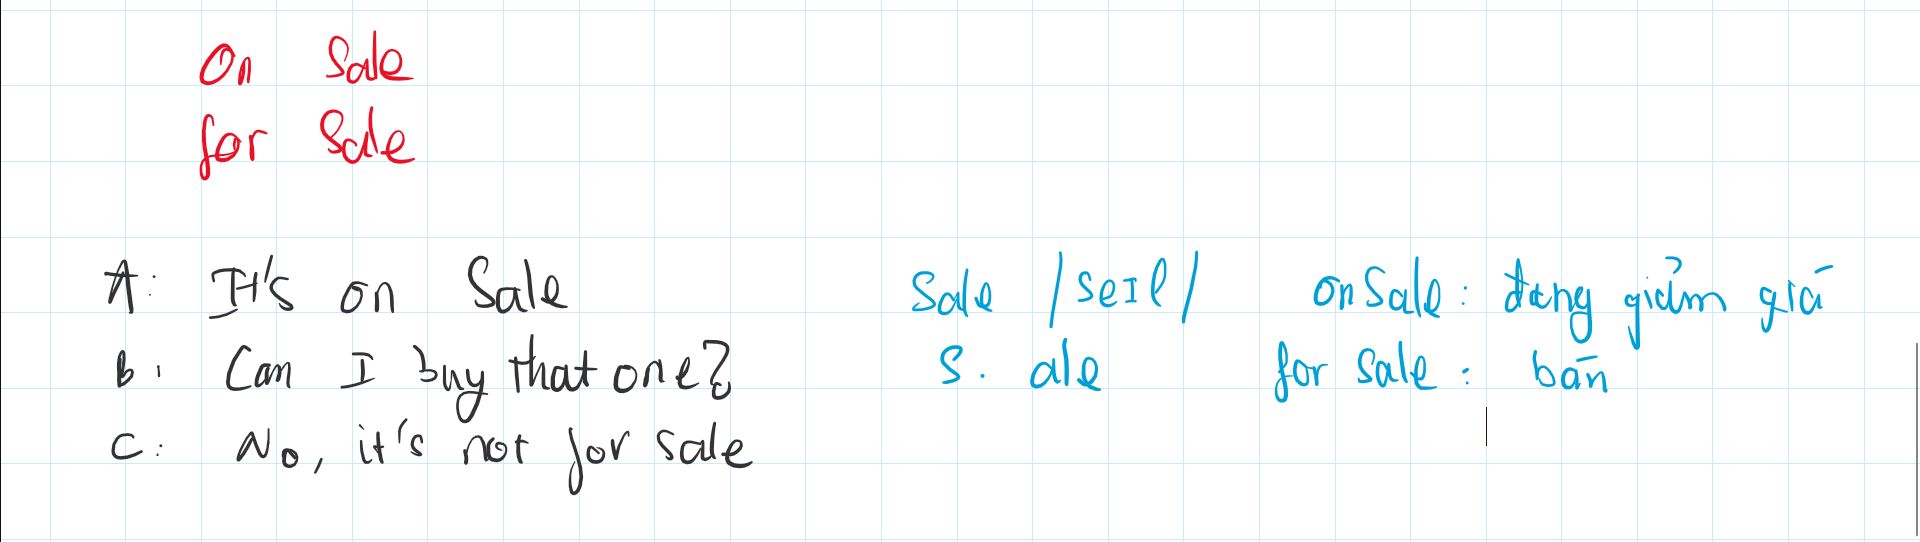 On Sale
for Sale
A: It's on Sale
B: Can I buy that one?
C: No, it's not for sale
Sale /seIl/
S. ale
on Sale: đang giảm giá
for sale: bán